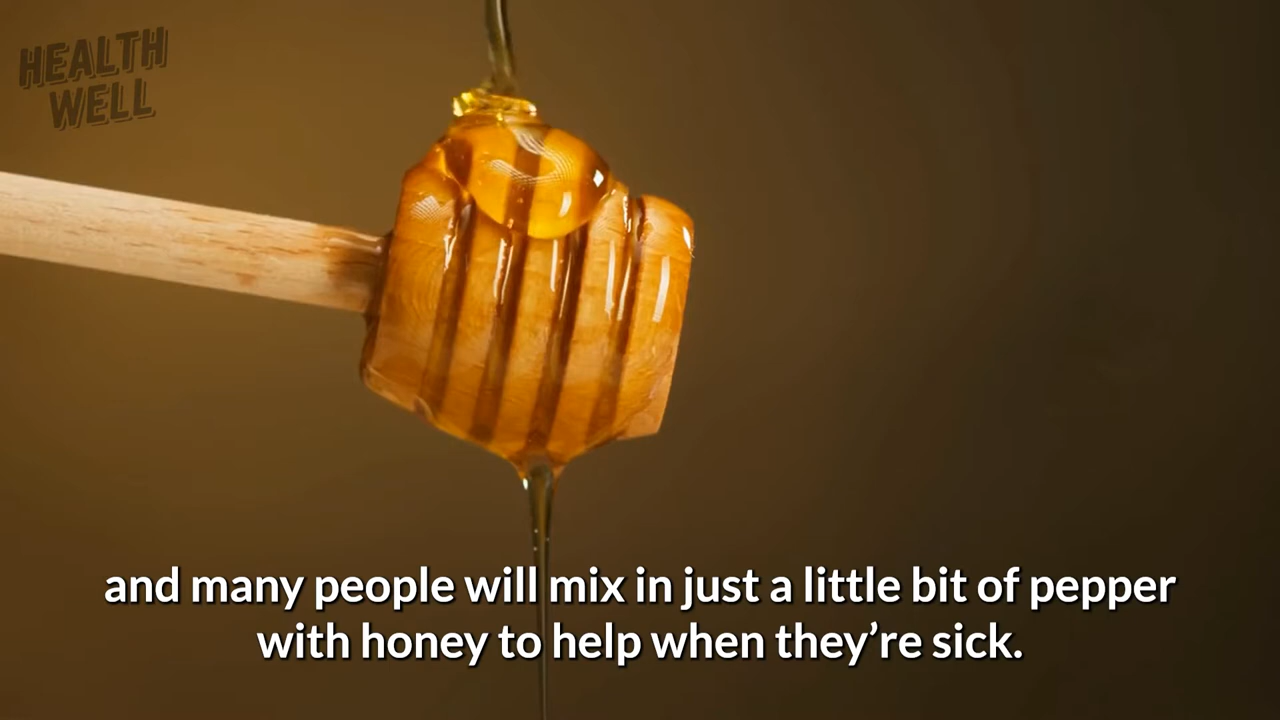 HEALTH
WELL
and many people will mix in just a little bit of pepper
with honey to help when they’re sick.